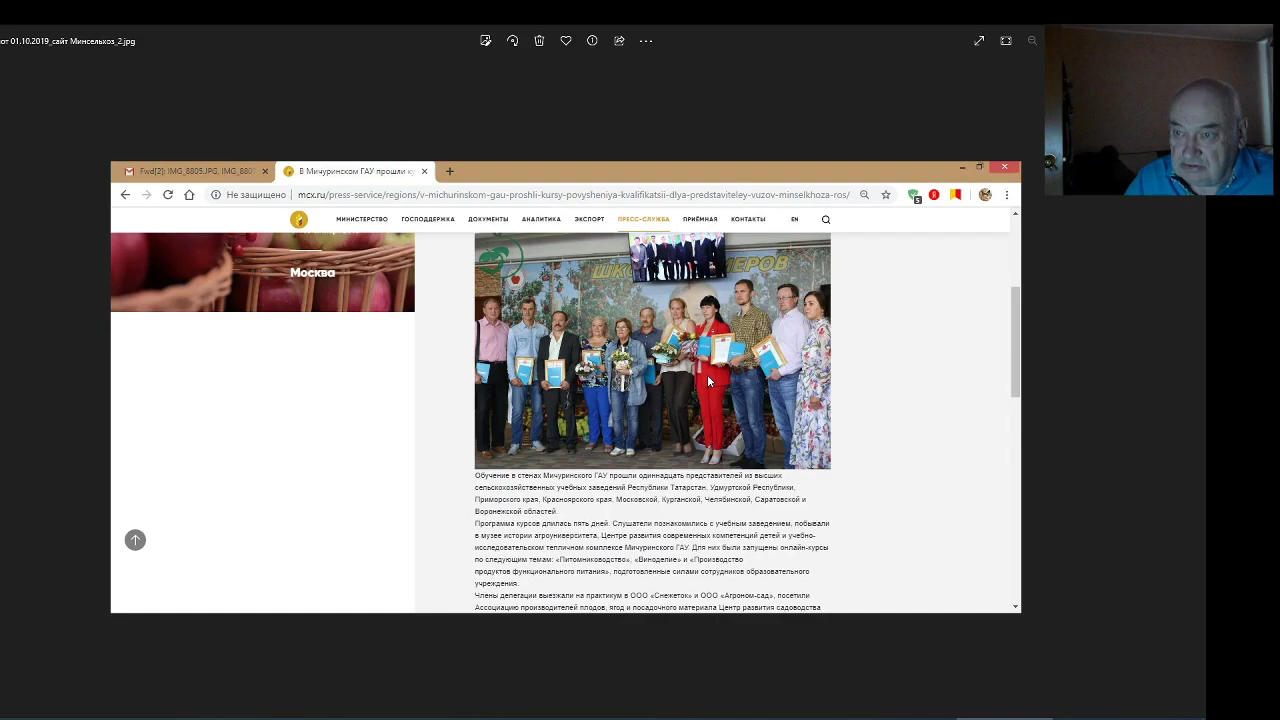 от 01.10.2019_сайт Минсельхоз_2.jpg
Fwd[2]: IMG_8805.JPG, IMG_880
В Мичуринском ГАУ прошли ку
Не защищено
mcx.ru/press-service/regions/v-michurinskom-gau-proshli-kursy-povysheniya-kvalifikatsii-dlya-predstaviteley-vuzov-minselkhoza-ros/
МИНИСТЕРСТВО ГОСПОДДЕРЖКА ДОКУМЕНТЫ АНАЛИТИКА ЭКСПОРТ ПРЕСС-СЛУЖБА ПРИЁМНАЯ КОНТАКТЫ EN
Москва
Обучение в стенах Мичуринского ГАУ прошли одиннадцать представителей из высших
сельскохозяйственных учебных заведений Республики Татарстан, Удмуртской Республики,
Приморского края, Красноярского края, Московской, Курганской, Челябинской, Саратовской и
Воронежской областей.
Программа курсов длилась пять дней. Слушатели познакомились с учебным заведением, побывали
в музее истории агроуниверситета, Центре развития современных компетенций детей и учебно-
исследовательском тепличном комплексе Мичуринского ГАУ. Для них были запущены онлайн-курсы
по следующим темам: «Питомниководство», «Виноделие» и «Производство
продуктов функционального питания», подготовленные силами сотрудников образовательного
учреждения.
Члены делегации выезжали на практикум в ООО «Снежеток» и ООО «Агроном-сад», посетили
Ассоциацию производителей плодов, ягод и посадочного материала Центр развития садоводства